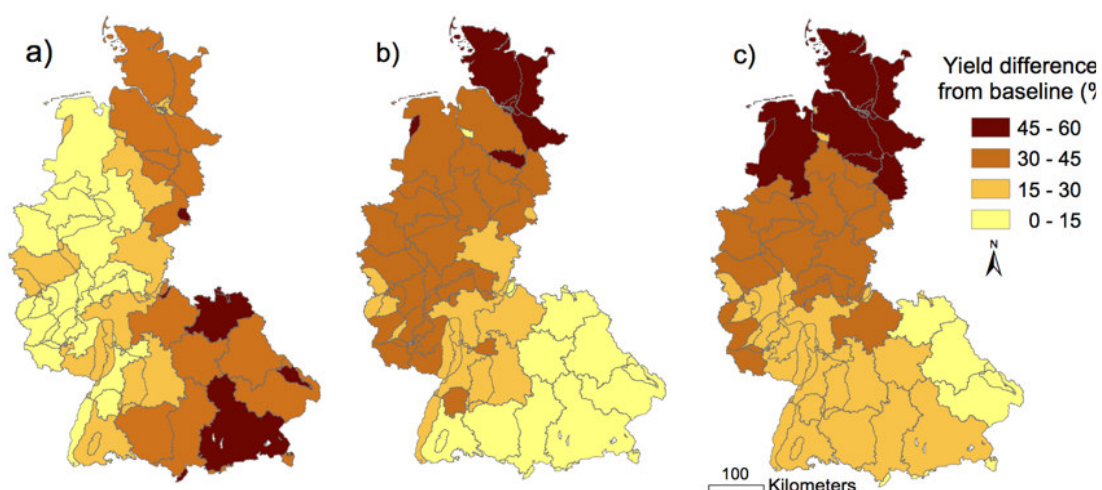 a)
b)
c)
Yield difference
from baseline (%
45 - 60
30 - 45
15 - 30
0 - 15
N
100
Kilometers